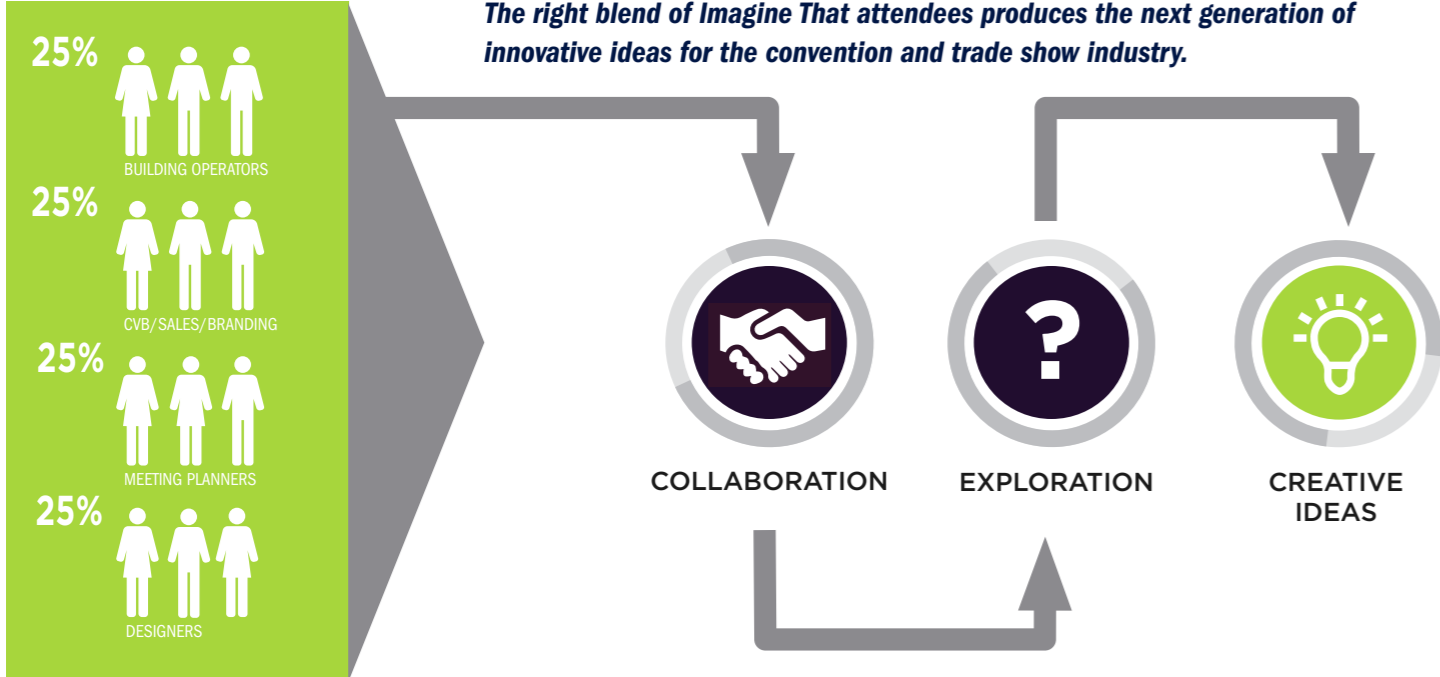 The right blend of Imagine That attendees produces the next generation of
innovative ideas for the convention and trade show industry.
25%
BUILDING OPERATORS
25%
CVB/SALES/BRANDING
25%
MEETING PLANNERS
25%
DESIGNERS
?
COLLABORATION
EXPLORATION
CREATIVE
IDEAS